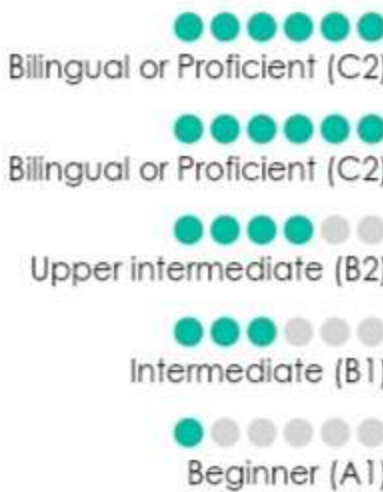 Bilingual or Proficient (C2)
Bilingual or Proficient (C2)
Upper intermediate (B2)
Intermediate (B1)
Beginner (A1)